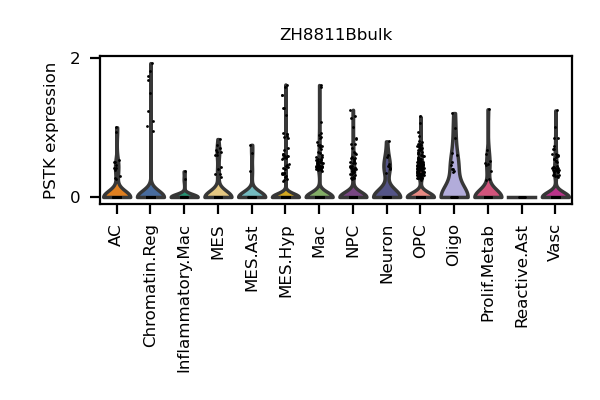 ZH8811Bbulk
PSTK expression
2
0
AC
Chromatin.Reg
Inflammatory.Mac
MES
MES.Ast
MES.Hyp
Mac
NPC
Neuron
OPC
Oligo
Prolif.Metab
Reactive.Ast
Vasc